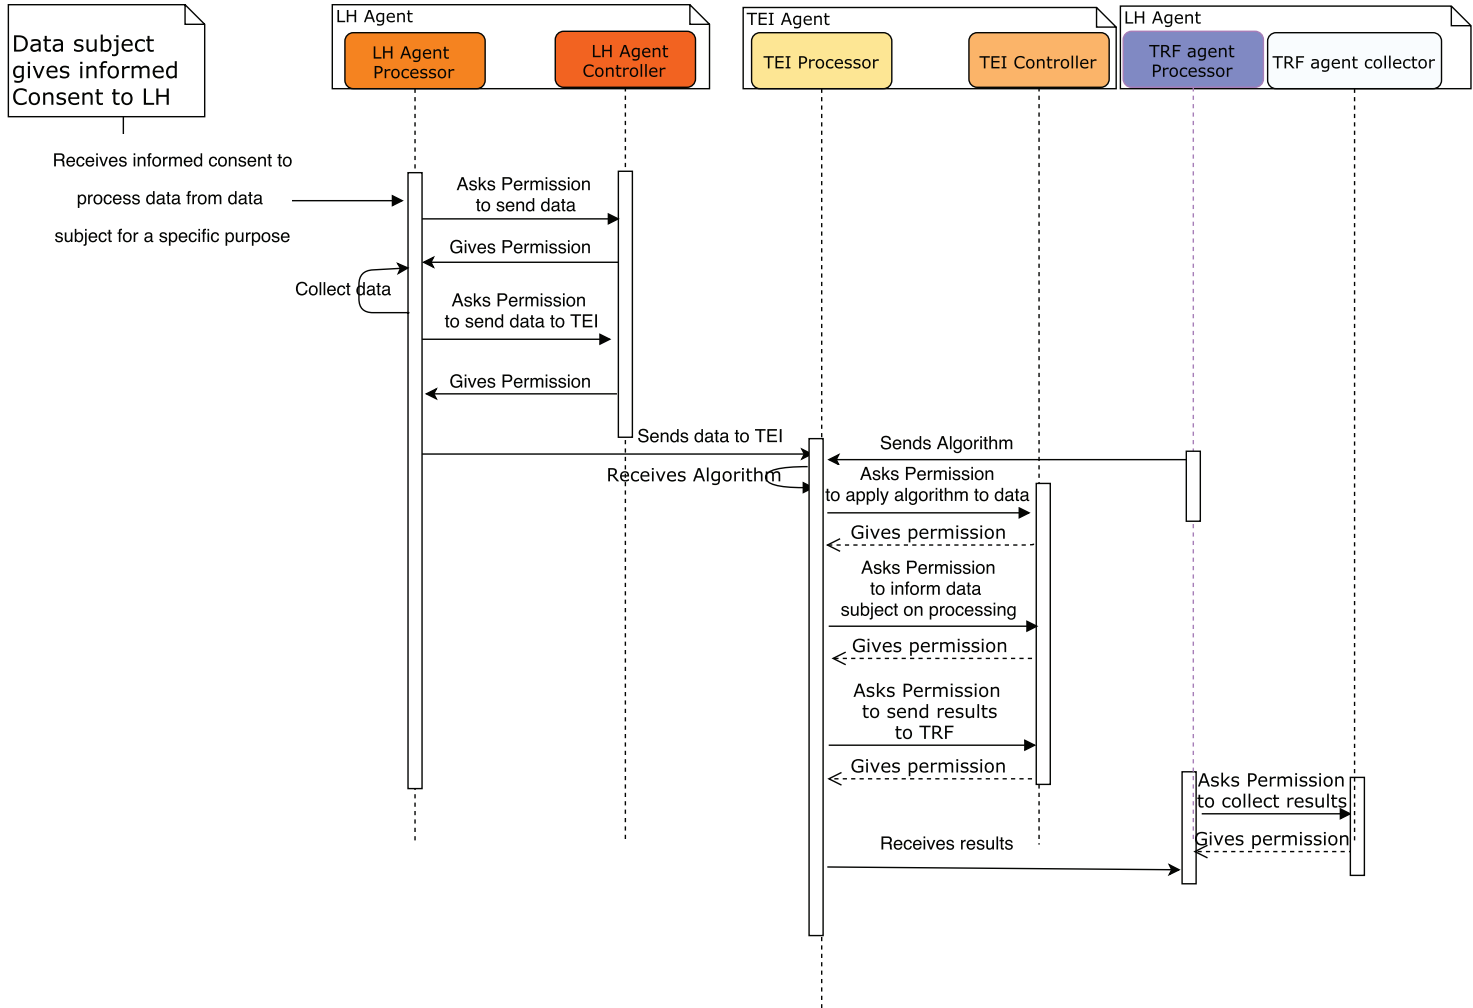 Data subject
gives informed
Consent to LH
LH Agent
LH Agent
Processor
LH Agent
Controller
TEI Agent
TEI Processor
TEI Controller
LH Agent
TRF agent
Processor
TRF agent collector
Receives informed consent to
process data from data
subject for a specific purpose
Asks Permission
to send data
Gives Permission
Collect data
Asks Permission
to send data to TEI
Gives Permission
Sends data to TEI
Sends Algorithm
Receives Algorithm
Asks Permission
to apply algorithm to data
Gives permission
Asks Permission
to inform data
subject on processing
Gives permission
Asks Permission
to send results
to TRF
Gives permission
Asks Permission
to collect results
Gives permission
Receives results